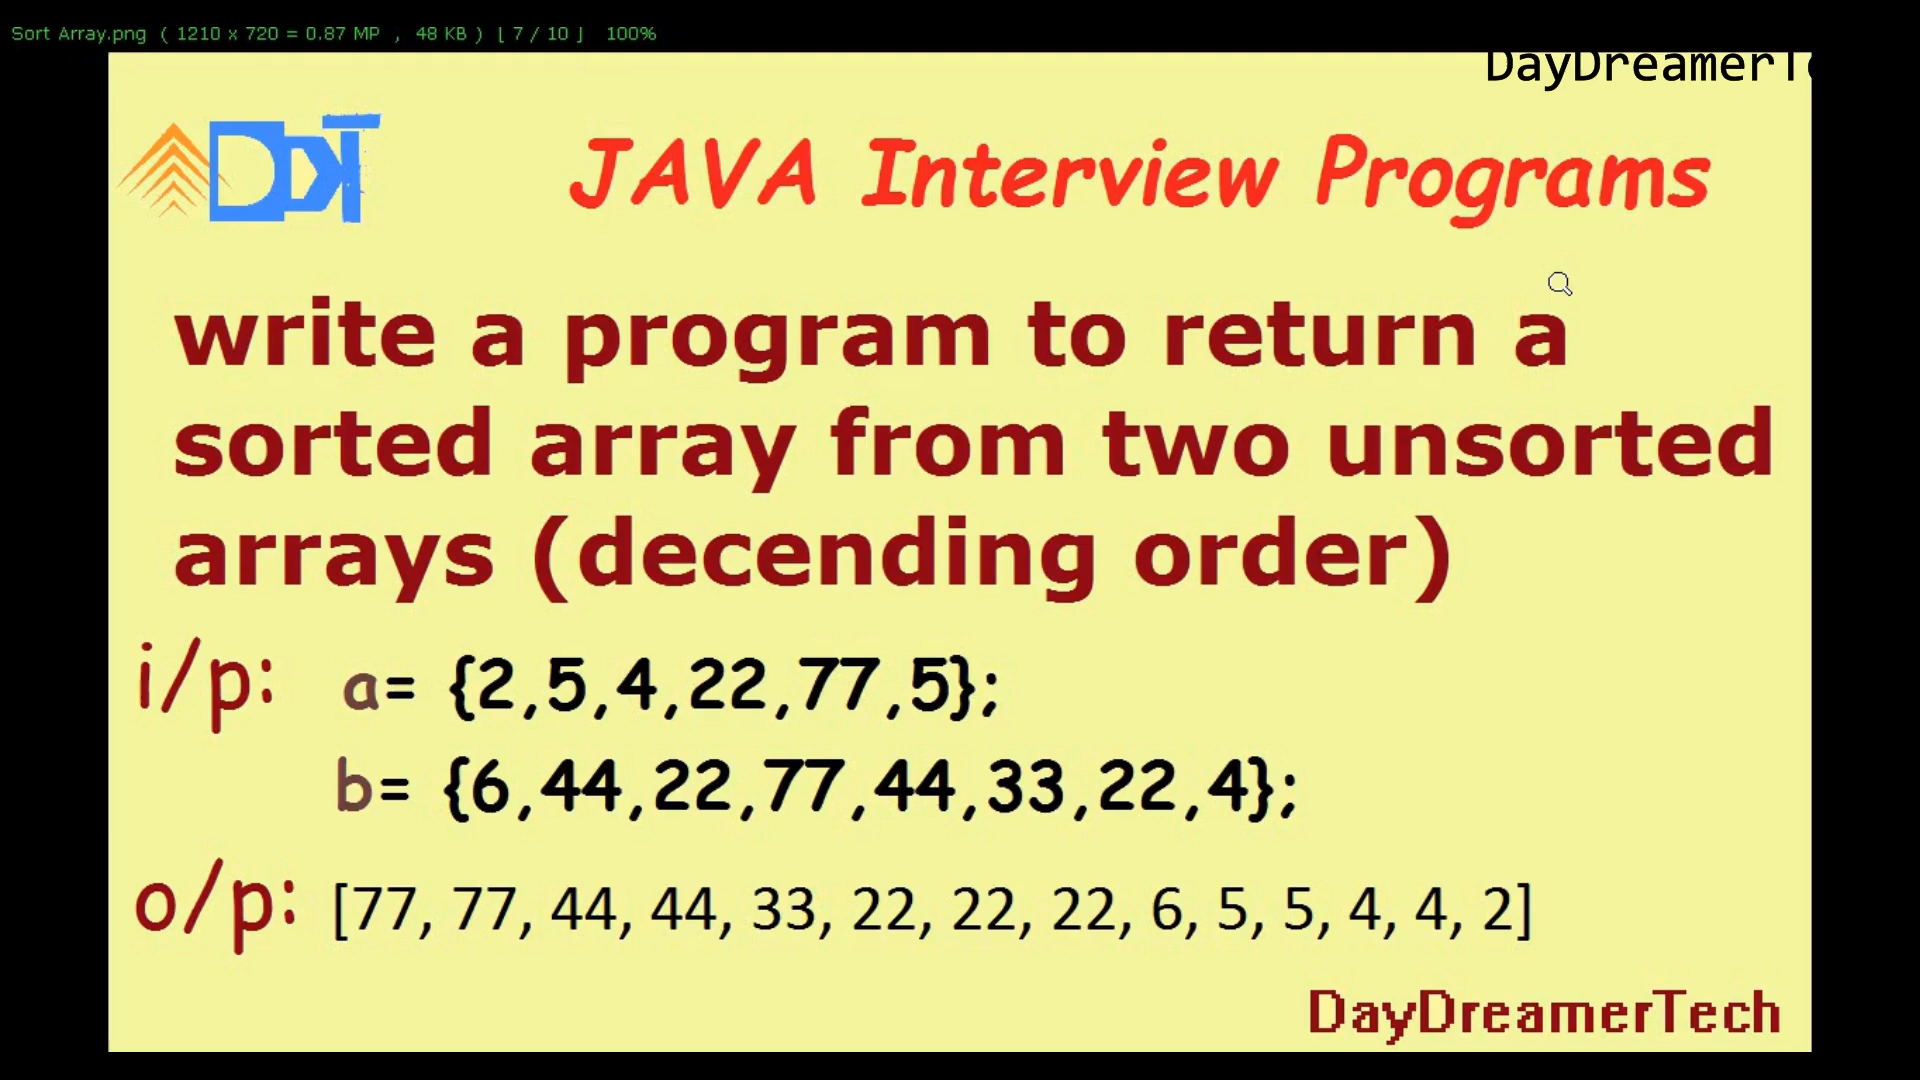 Sort Array.png ( 1210 x 720 = 0.87 MP , 48 KB ) [ 7 / 10 ] 100%
DayDreamerT
DDT
JAVA Interview Programs
write a program to return a
sorted array from two unsorted
arrays (decending order)
i/p: a= {2,5,4,22,77,5};
b= {6,44,22,77,44,33,22,4};
o/p: [77, 77, 44, 44, 33, 22, 22, 22, 6, 5, 5, 4, 4, 2]
DayDreamerTech